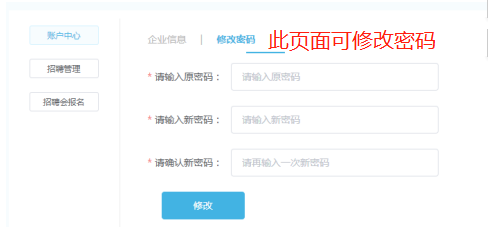 账户中心
招聘管理
招聘会报名
企业信息 | 修改密码 此页面可修改密码
* 请输入原密码： 请输入原密码
* 请输入新密码： 请输入新密码
* 请确认新密码： 请再输入一次新密码
修改